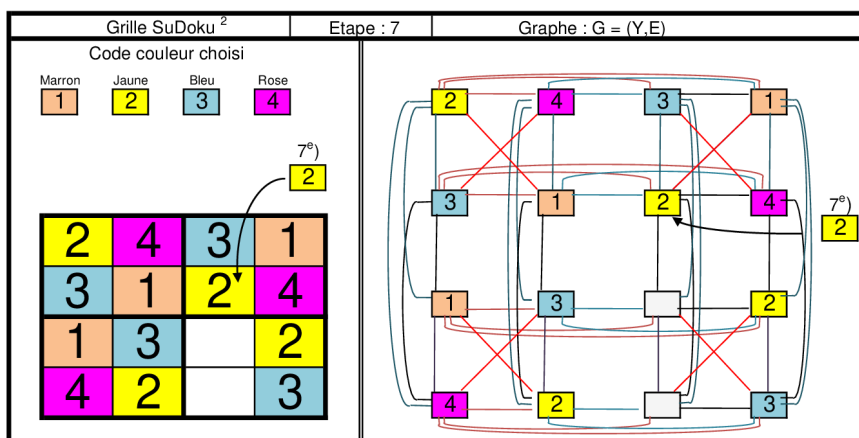 Grille SuDoku ² Etape : 7 Graphe : G = (Y,E)
Code couleur choisi
Marron Jaune Bleu Rose
1 2 3 4
7e)
2
2 4 3 1
3 1 2 4
1 3 2
4 2 3
2 4 3 1
3 1 2 4
7e)
2
1 3 2
4 2 3